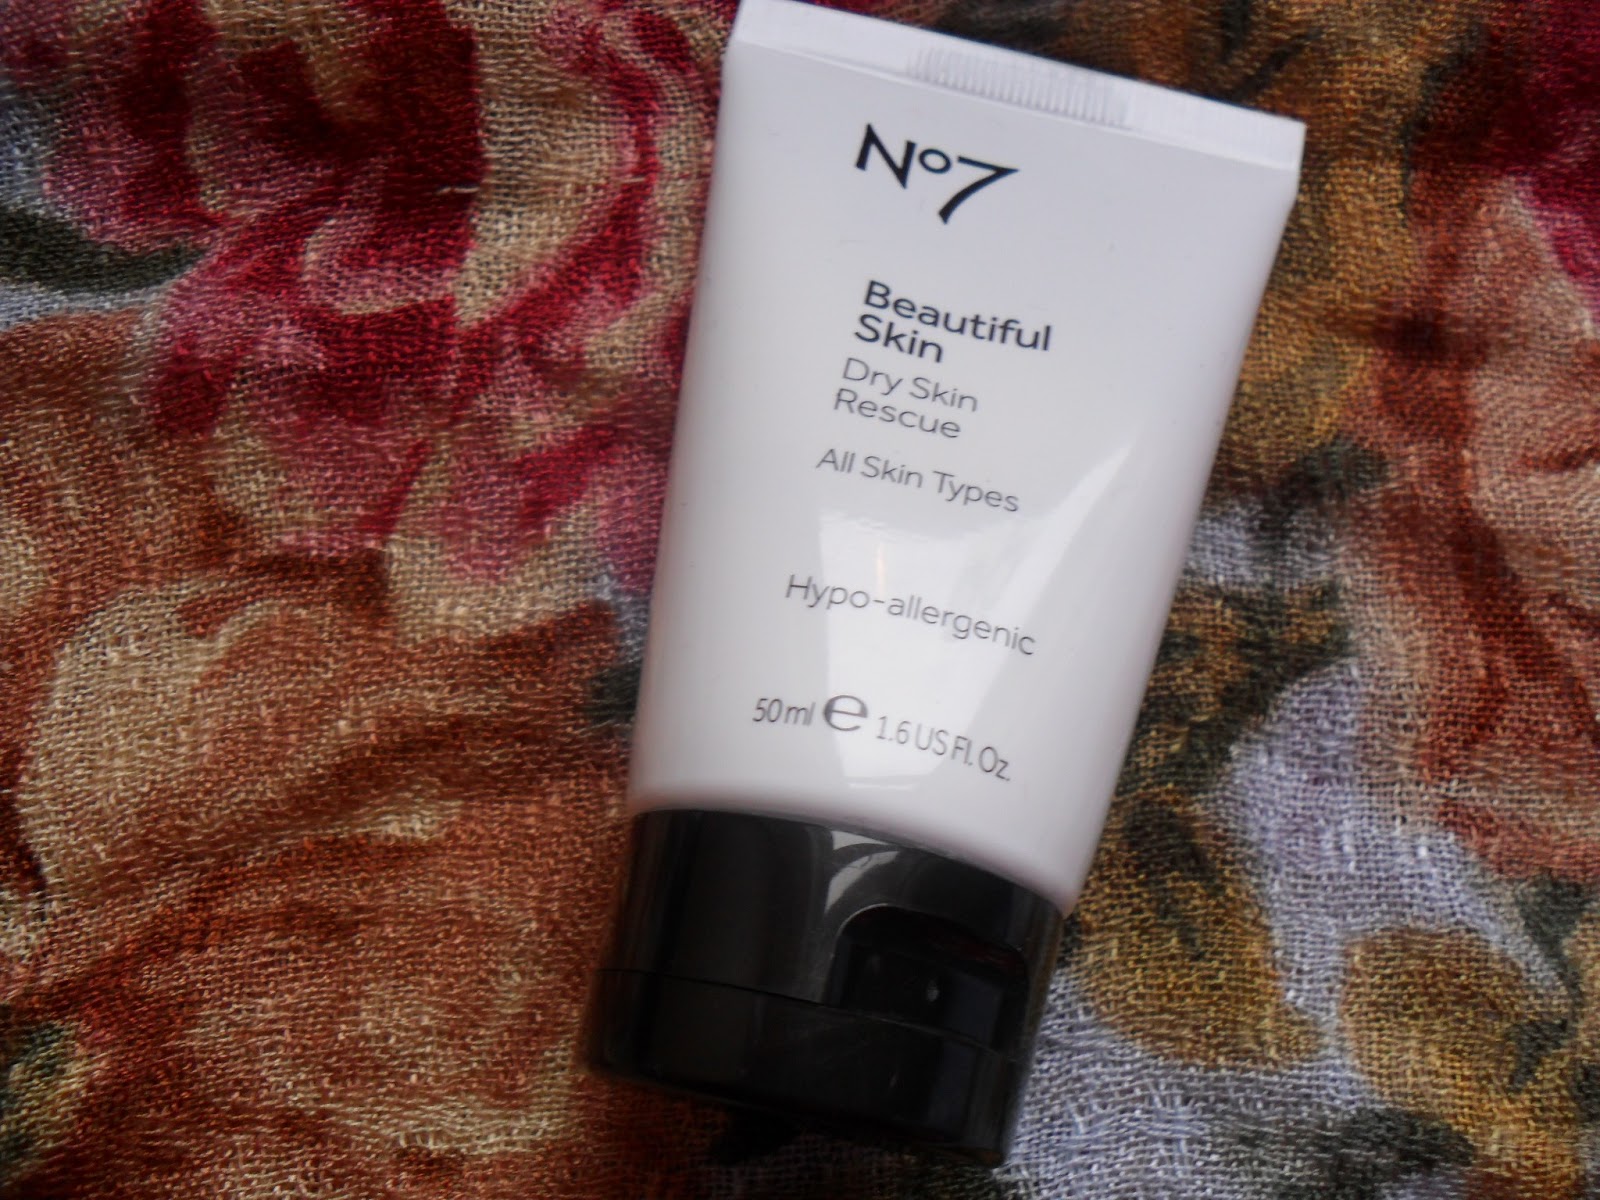 Nº7
Beautiful
Skin
Dry Skin
Rescue
All Skin Types
Hypo-allergenic
50ml ℮ 1.6 US Fl. Oz.